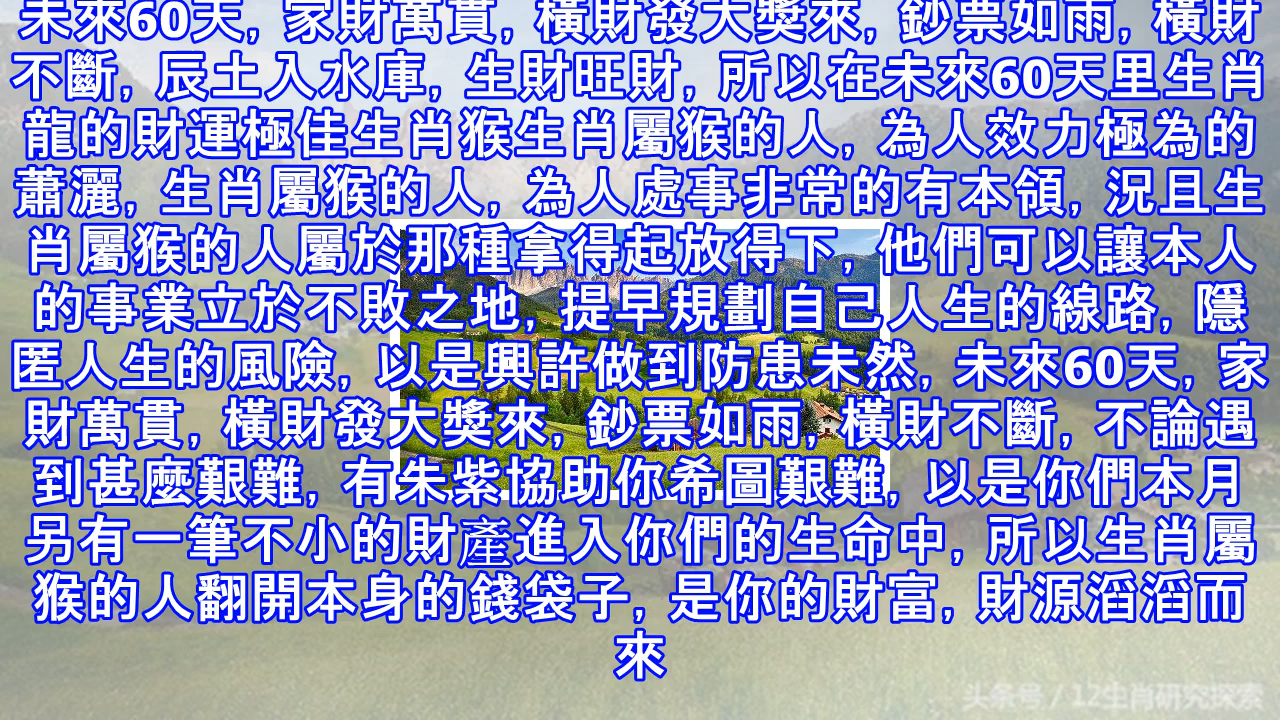 未來60天, 家財萬貫, 橫財發大獎來, 鈔票如雨, 橫財
不斷, 辰土入水庫, 生財旺財, 所以在未來60天里生肖
龍的財運極佳生肖猴生肖屬猴的人, 為人效力極為的
蕭灑, 生肖屬猴的人, 為人處事非常的有本領, 況且生
肖屬猴的人屬於那種拿得起放得下, 他們可以讓本人
的事業立於不敗之地, 提早規劃自己人生的線路, 隱
匿人生的風險, 以是興許做到防患未然, 未來60天, 家
財萬貫, 橫財發大獎來, 鈔票如雨, 橫財不斷, 不論遇
到甚麼艱難, 有朱紫協助你希圖艱難, 以是你們本月
另有一筆不小的財產進入你們的生命中, 所以生肖屬
猴的人翻開本身的錢袋子, 是你的財富, 財源滔滔而
來
头条号 / 12生肖研究探索